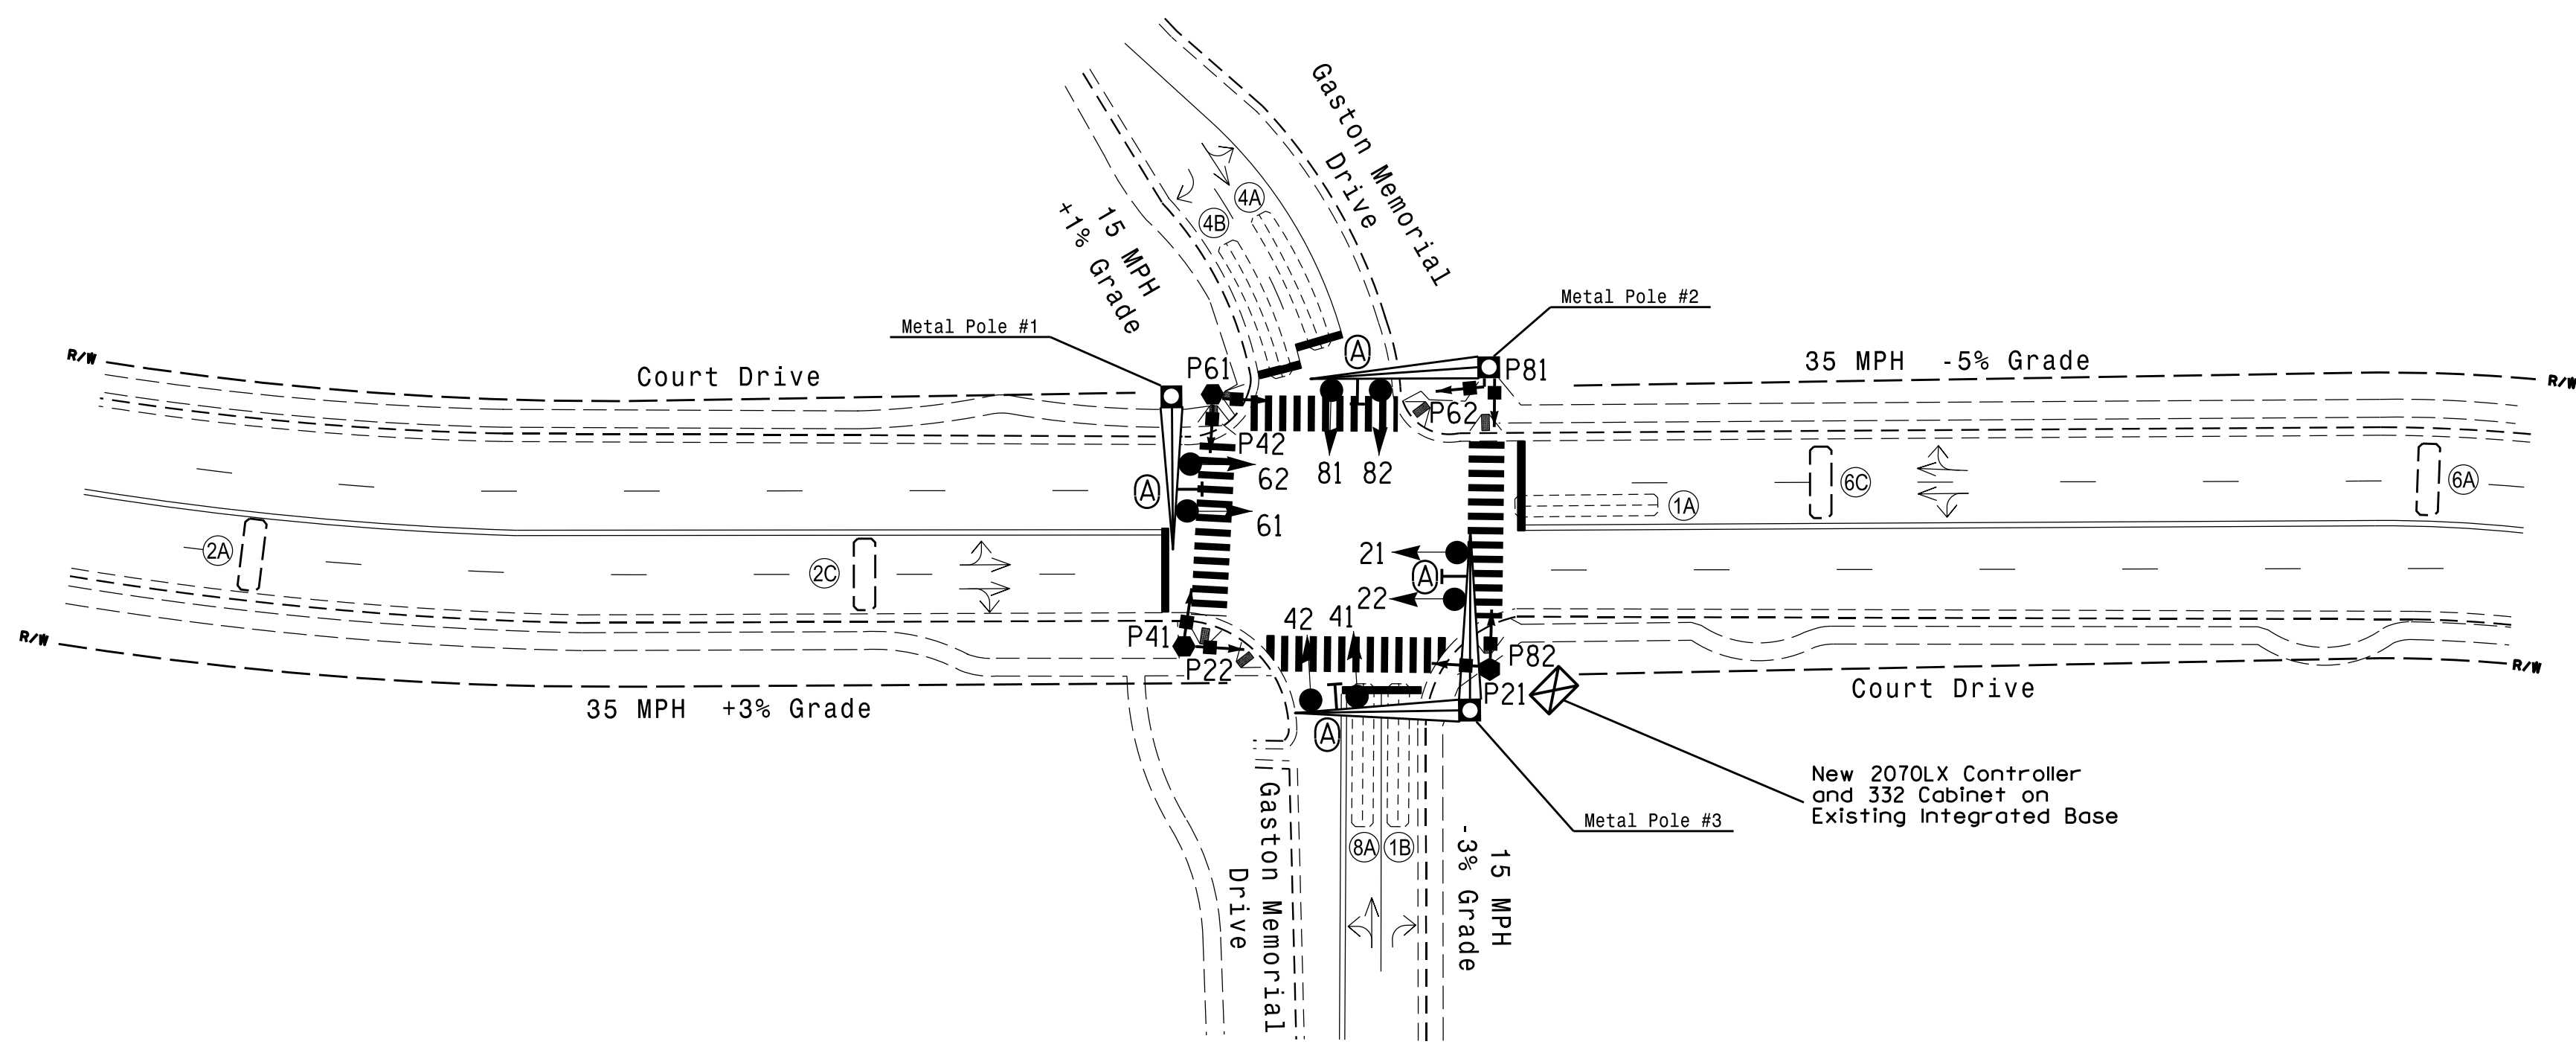 Gaston Memorial
Drive
4A
4B
15 MPH
+1% Grade
Metal Pole #2
Metal Pole #1
R/W
Court Drive
P61
A
P81
35 MPH -5% Grade
R/W
P62
P42
81 82
62
A
61
6C
6A
1A
2A
2C
21
A
22
42 41
P41
P22
P82
P21
R/W
R/W
35 MPH +3% Grade
Court Drive
A
New 2070LX Controller
and 332 Cabinet on
Existing Integrated Base
Metal Pole #3
8A
1B
Gaston Memorial
Drive
15 MPH
-3% Grade